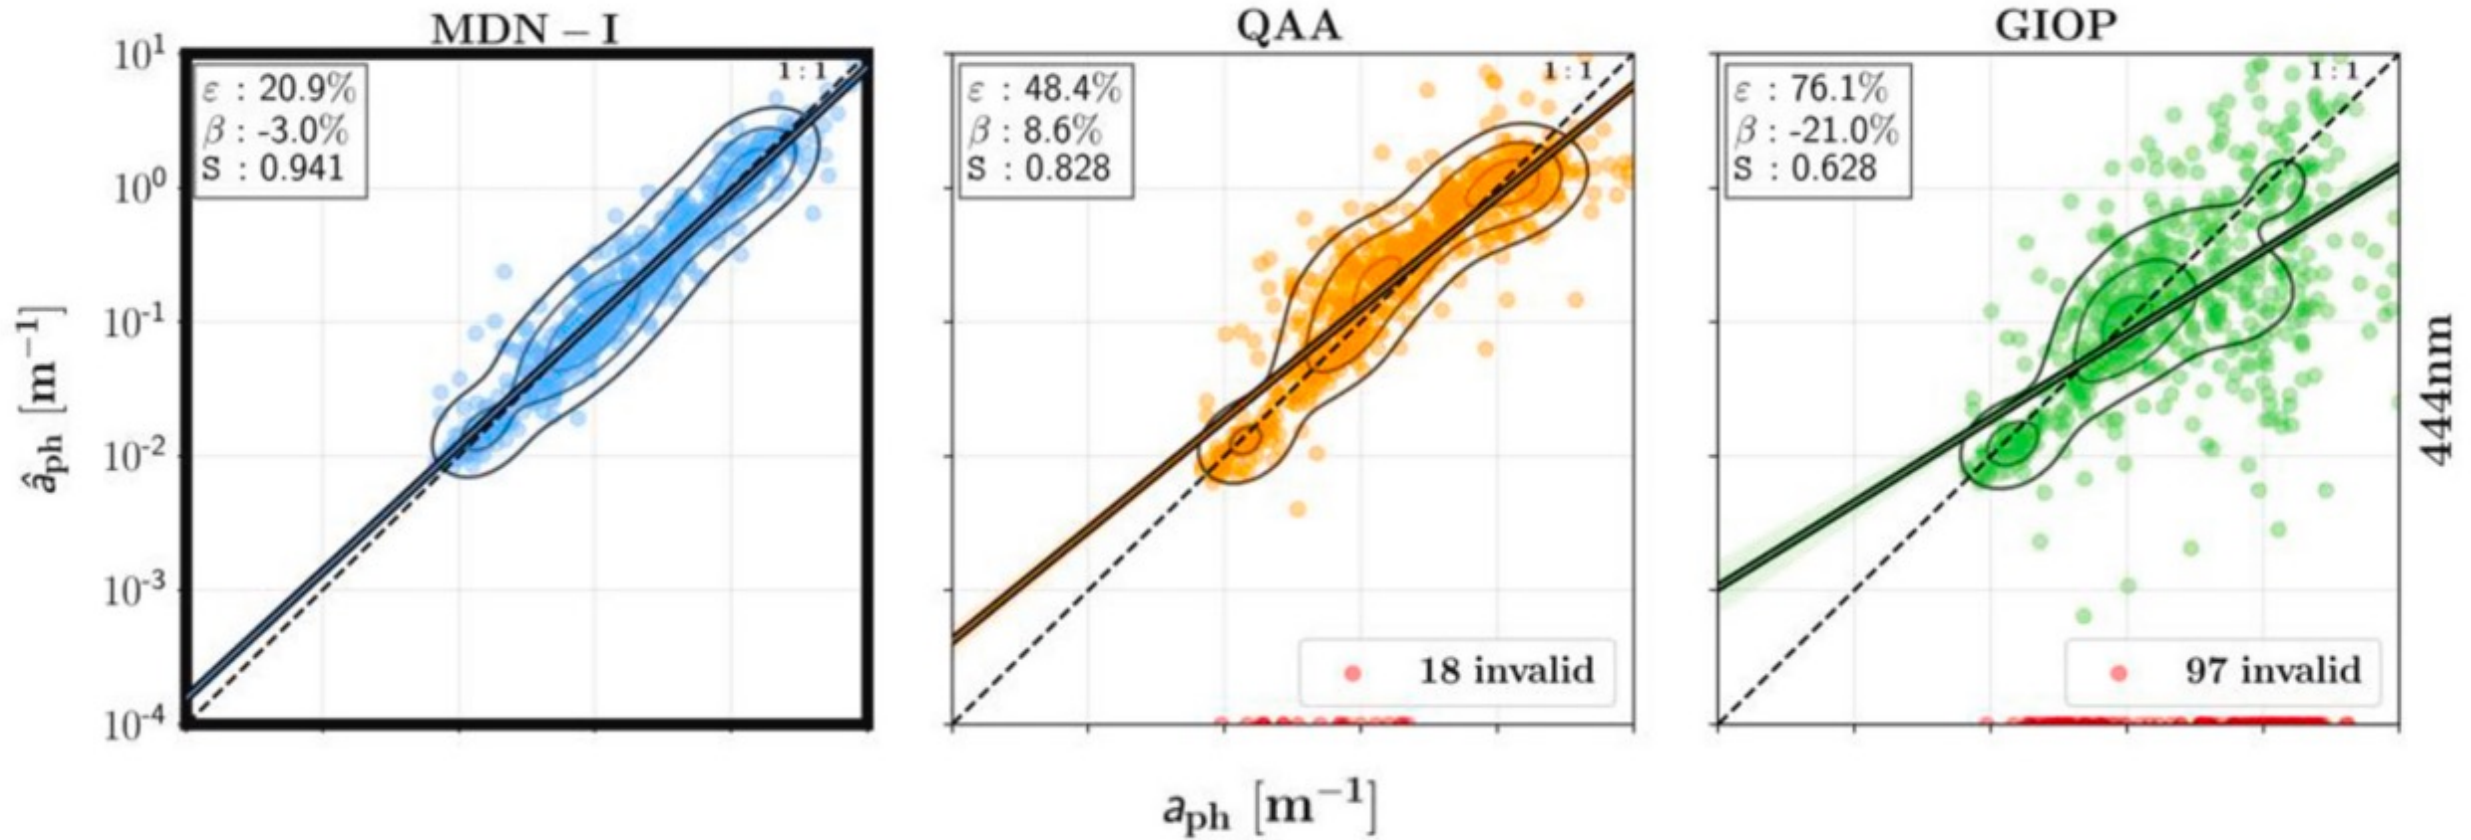 MDN – I
QAA
GIOP
10¹
10⁰
10⁻¹
10⁻²
10⁻³
10⁻⁴
âₚₕ [m⁻¹]
ε : 20.9%
β : -3.0%
S : 0.941
1 : 1
ε : 48.4%
β : 8.6%
S : 0.828
1 : 1
18 invalid
ε : 76.1%
β : -21.0%
S : 0.628
1 : 1
97 invalid
444nm
aₚₕ [m⁻¹]